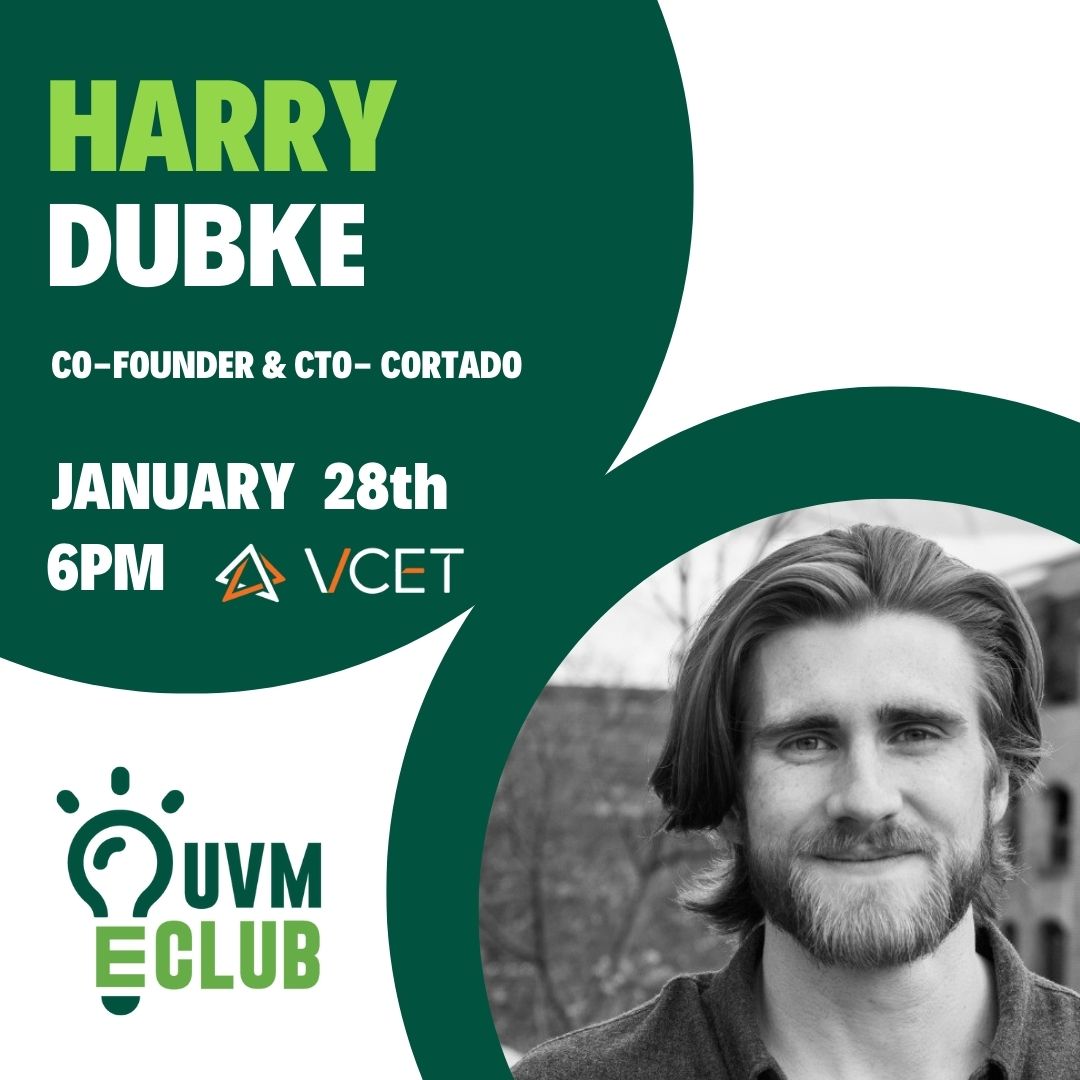 HARRY
DUBKE
CO-FOUNDER & CTO- CORTADO
JANUARY 28th
6PM VCET
UVM
ECLUB